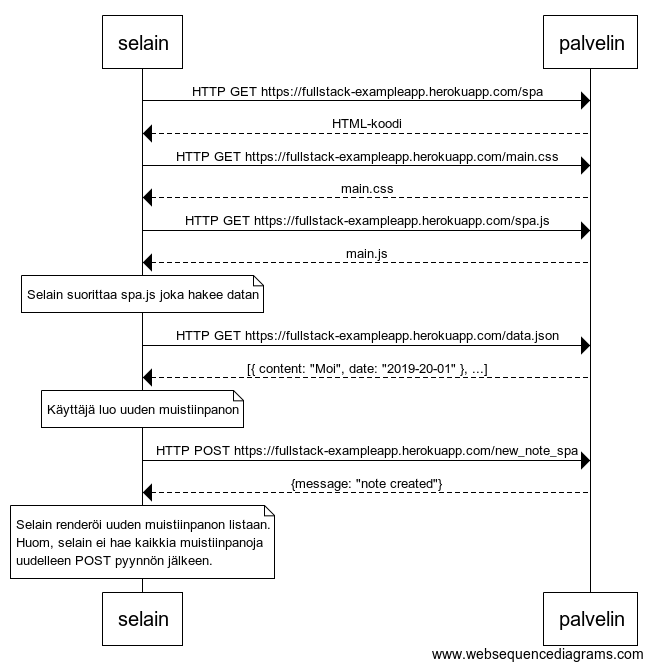 selain
palvelin
HTTP GET https://fullstack-exampleapp.herokuapp.com/spa
HTML-koodi
HTTP GET https://fullstack-exampleapp.herokuapp.com/main.css
main.css
HTTP GET https://fullstack-exampleapp.herokuapp.com/spa.js
main.js
Selain suorittaa spa.js joka hakee datan
HTTP GET https://fullstack-exampleapp.herokuapp.com/data.json
[{ content: "Moi", date: "2019-20-01" }, ...]
Käyttäjä luo uuden muistiinpanon
HTTP POST https://fullstack-exampleapp.herokuapp.com/new_note_spa
{message: "note created"}
Selain renderöi uuden muistiinpanon listaan.
Huom, selain ei hae kaikkia muistiinpanoja
uudelleen POST pyynnön jälkeen.
selain
palvelin
www.websequencediagrams.com